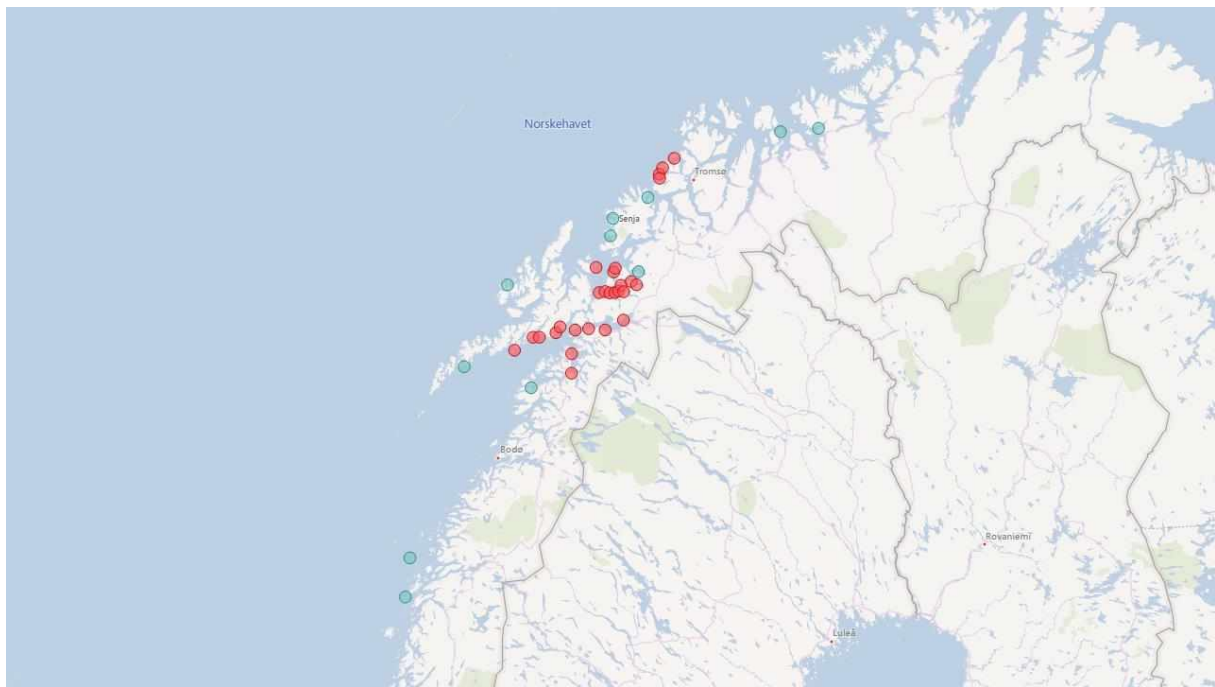 Norskehavet
Tromsø
Senja
Bodø
Rovaniemi
Luleå